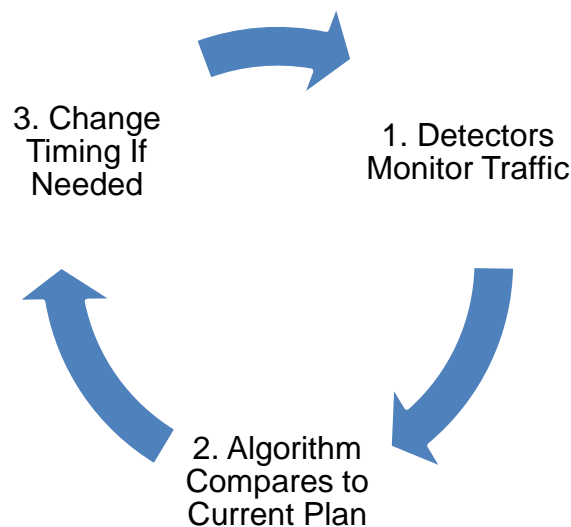 1. Detectors
Monitor Traffic
2. Algorithm
Compares to
Current Plan
3. Change
Timing If
Needed